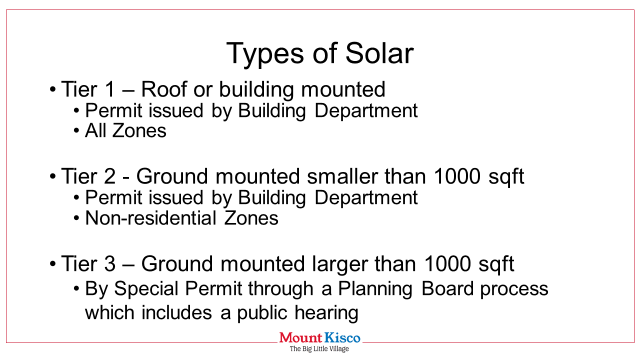 Types of Solar
• Tier 1 – Roof or building mounted
• Permit issued by Building Department
• All Zones
• Tier 2 - Ground mounted smaller than 1000 sqft
• Permit issued by Building Department
• Non-residential Zones
• Tier 3 – Ground mounted larger than 1000 sqft
• By Special Permit through a Planning Board process
which includes a public hearing
Mount Kisco
The Big Little Village